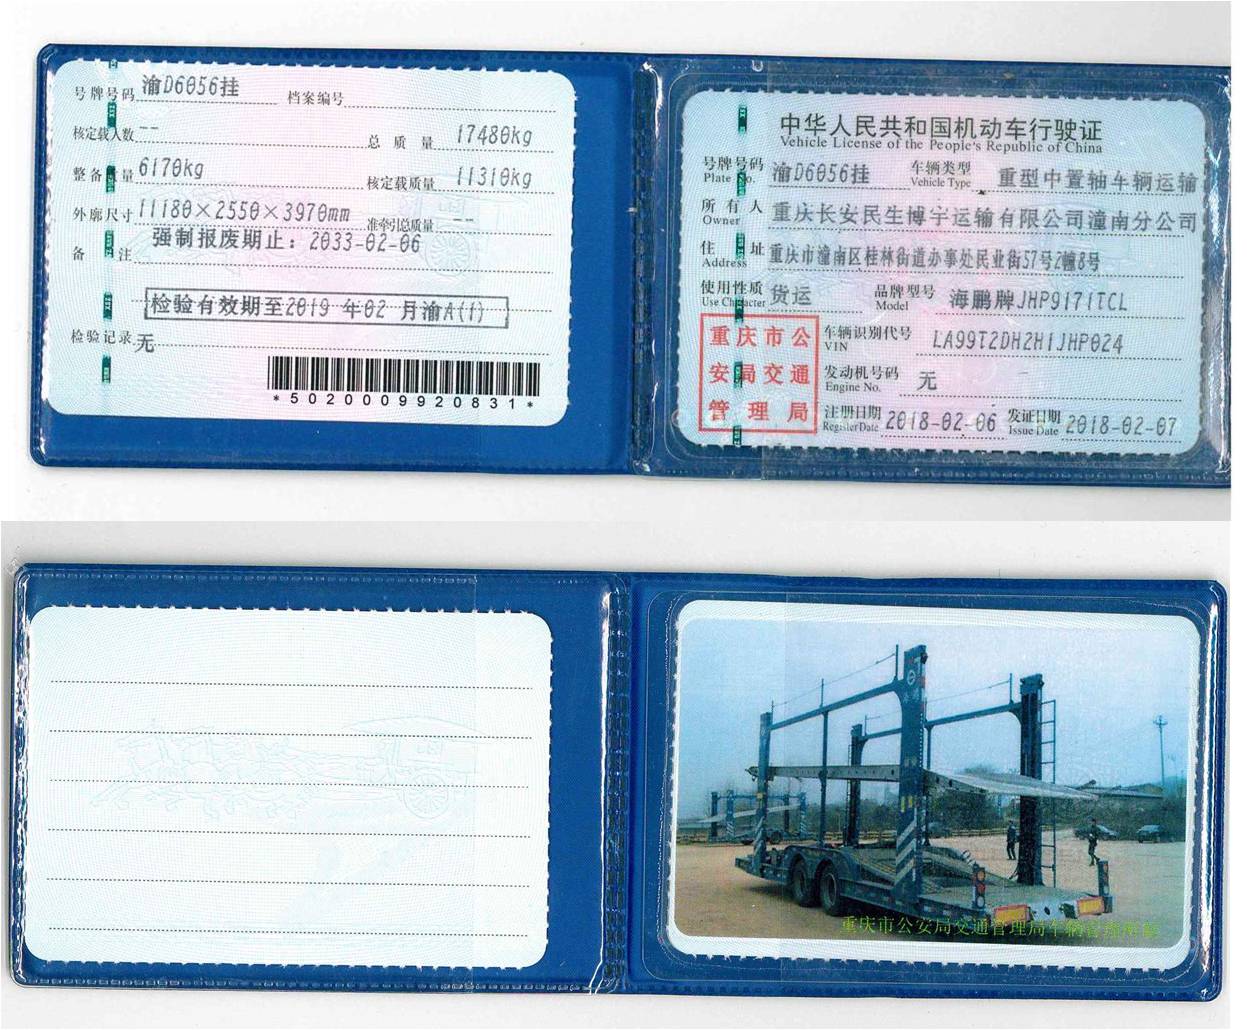 号牌号码 渝D6056挂 档案编号
核定载人数 -- 总质量 17480kg
整备质量 6170kg 核定载质量 11310kg
外廓尺寸 11180×2550×3970mm 准牵引总质量 --
强制报废期止：2033-02-06
备注
检验有效期至2019年02月渝A(1)
检验记录 无
*5020009920831*
中华人民共和国机动车行驶证
Vehicle License of the People's Republic of China
号牌号码 渝D6056挂 车辆类型 重型中置轴车辆运输
Plate No. Vehicle Type
所有人 重庆长安民生博宇运输有限公司潼南分公司
Owner
住址 重庆市潼南区桂林街道办事处民业街57号2幢8号
Address
使用性质 货运 品牌型号 海鹏牌JHP9171TCL
Use Character Model
重庆市公
安局交通
管理局
车辆识别代号 LA99T2DH2H1JHP024
VIN
发动机号码 无
Engine No.
注册日期 2018-02-06 发证日期 2018-02-07
Register Date Issue Date
重庆市公安局交通管理局车辆管理所